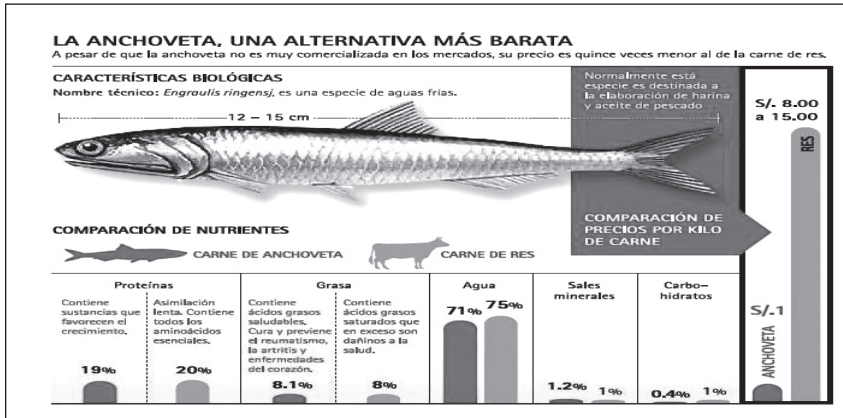 LA ANCHOVETA, UNA ALTERNATIVA MÁS BARATA
A pesar de que la anchoveta no es muy comercializada en los mercados, su precio es quince veces menor al de la carne de res.
CARACTERÍSTICAS BIOLÓGICAS
Nombre técnico: Engraulis ringensj, es una especie de aguas frías.
12 – 15 cm
Normalmente está
especie es destinada a
la elaboración de harina
y aceite de pescado
COMPARACIÓN DE
PRECIOS POR KILO
DE CARNE
S/. 8.00
a 15.00
RES
S/.1
ANCHOVETA
COMPARACIÓN DE NUTRIENTES
CARNE DE ANCHOVETA
CARNE DE RES
Proteínas
Contiene
sustancias que
favorecen el
crecimiento.
19%
Asimilación
lenta. Contiene
todos los
aminoácidos
esenciales.
20%
Grasa
Contiene
ácidos grasos
saludables.
Cura y previene
el reumatismo,
la artritis y
enfermedades
del corazón.
8.1%
Contiene
ácidos grasos
saturados que
en exceso son
dañinos a la
salud.
8%
Agua
71% 75%
Sales
minerales
1.2% 1%
Carbo–
hidratos
0.4% 1%